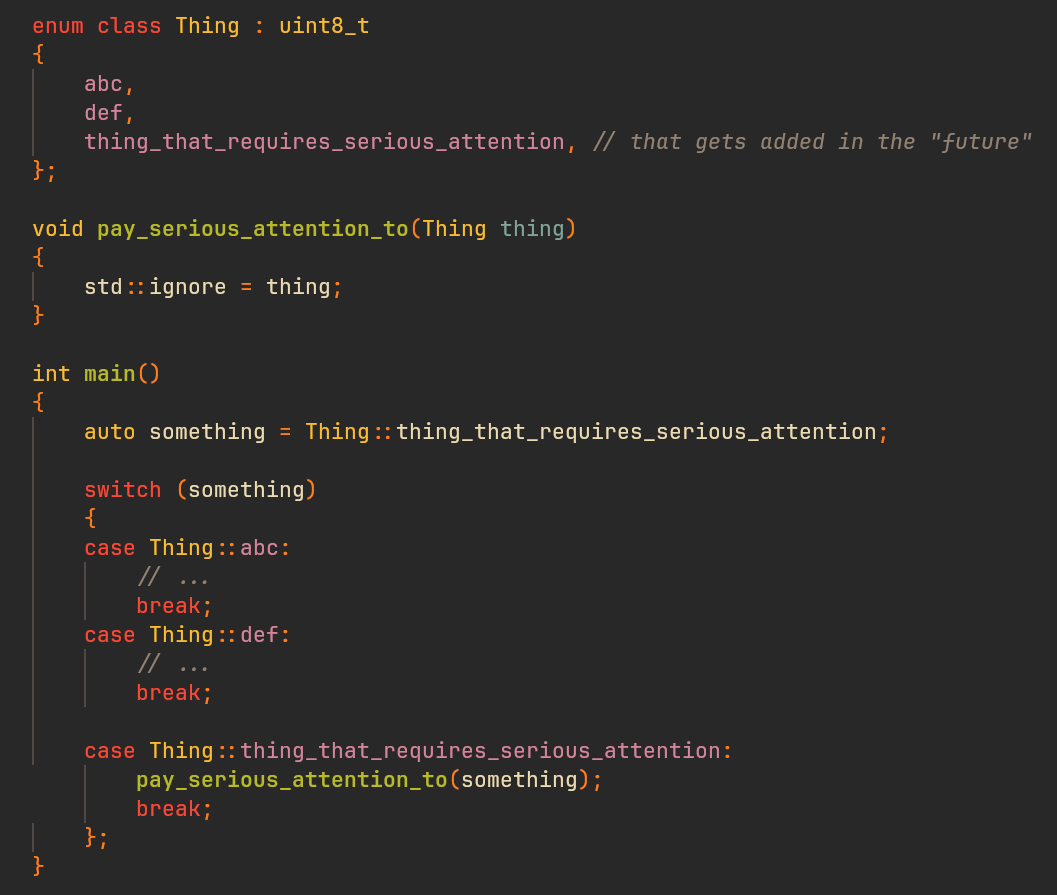 enum class Thing : uint8_t
{
    abc,
    def,
    thing_that_requires_serious_attention, // that gets added in the "future"
};

void pay_serious_attention_to(Thing thing)
{
    std::ignore = thing;
}

int main()
{
    auto something = Thing::thing_that_requires_serious_attention;

    switch (something)
    {
    case Thing::abc:
        // ...
        break;
    case Thing::def:
        // ...
        break;

    case Thing::thing_that_requires_serious_attention:
        pay_serious_attention_to(something);
        break;
    };
}